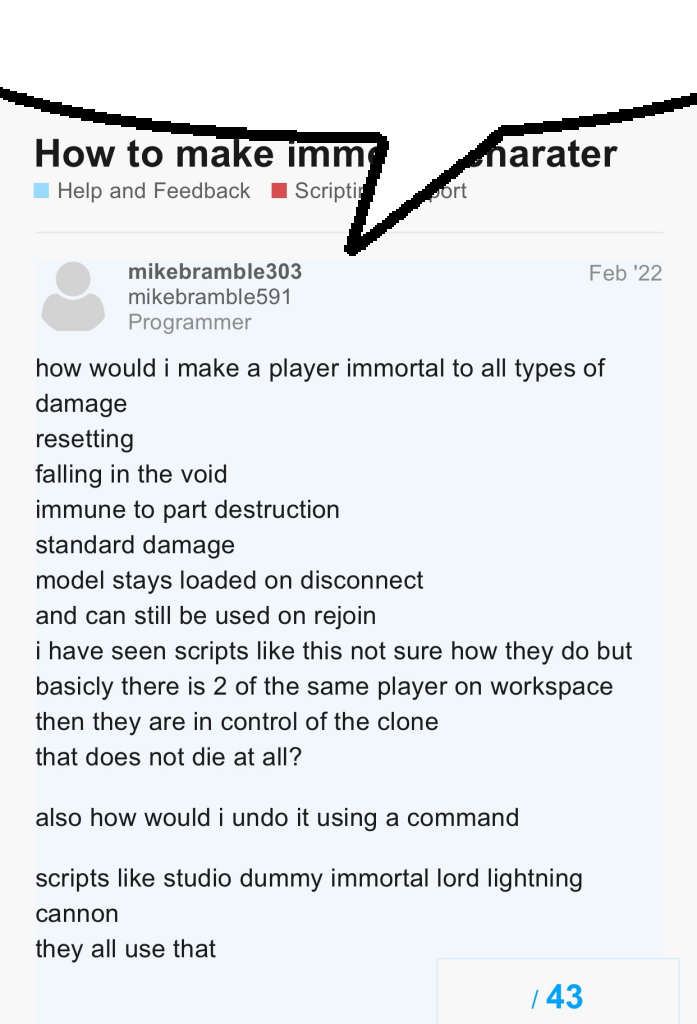 How to make imm charater
Help and Feedback Scripti port
mikebramble303 Feb '22
mikebramble591
Programmer
how would i make a player immortal to all types of
damage
resetting
falling in the void
immune to part destruction
standard damage
model stays loaded on disconnect
and can still be used on rejoin
i have seen scripts like this not sure how they do but
basicly there is 2 of the same player on workspace
then they are in control of the clone
that does not die at all?
also how would i undo it using a command
scripts like studio dummy immortal lord lightning
cannon
they all use that
/ 43